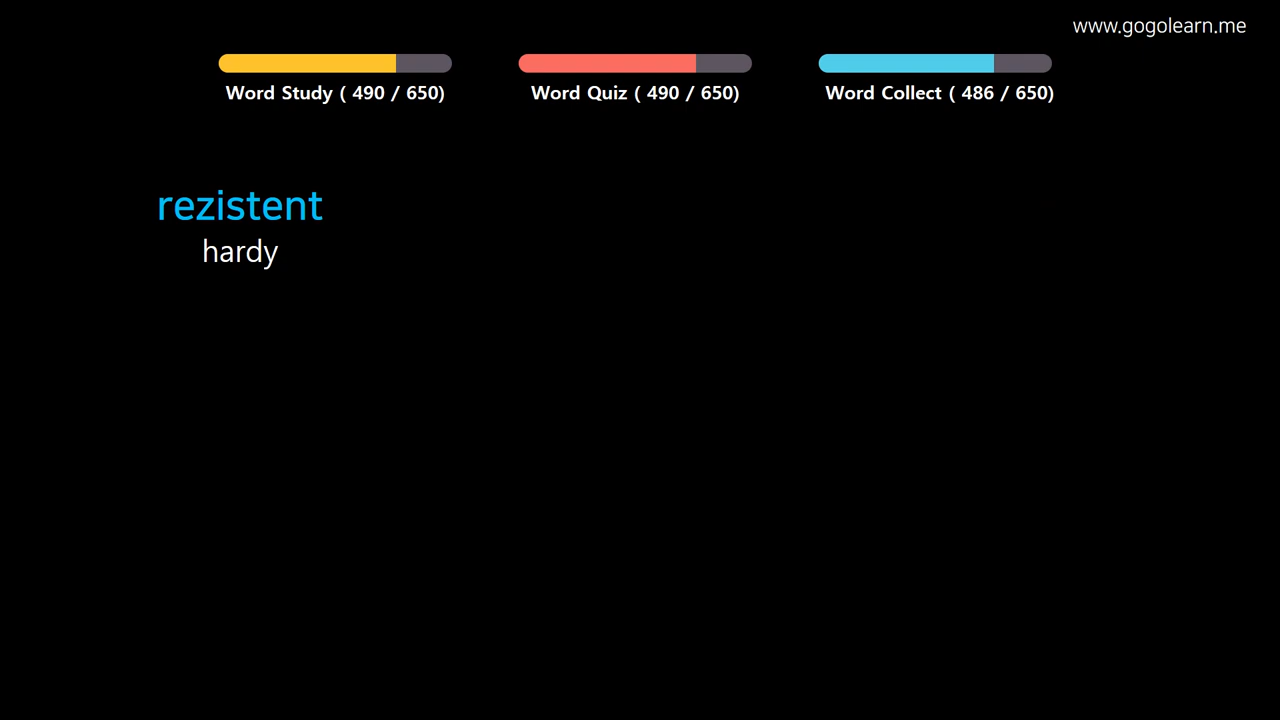 www.gogolearn.me
Word Study ( 490 / 650)
Word Quiz ( 490 / 650)
Word Collect ( 486 / 650)
rezistent
hardy